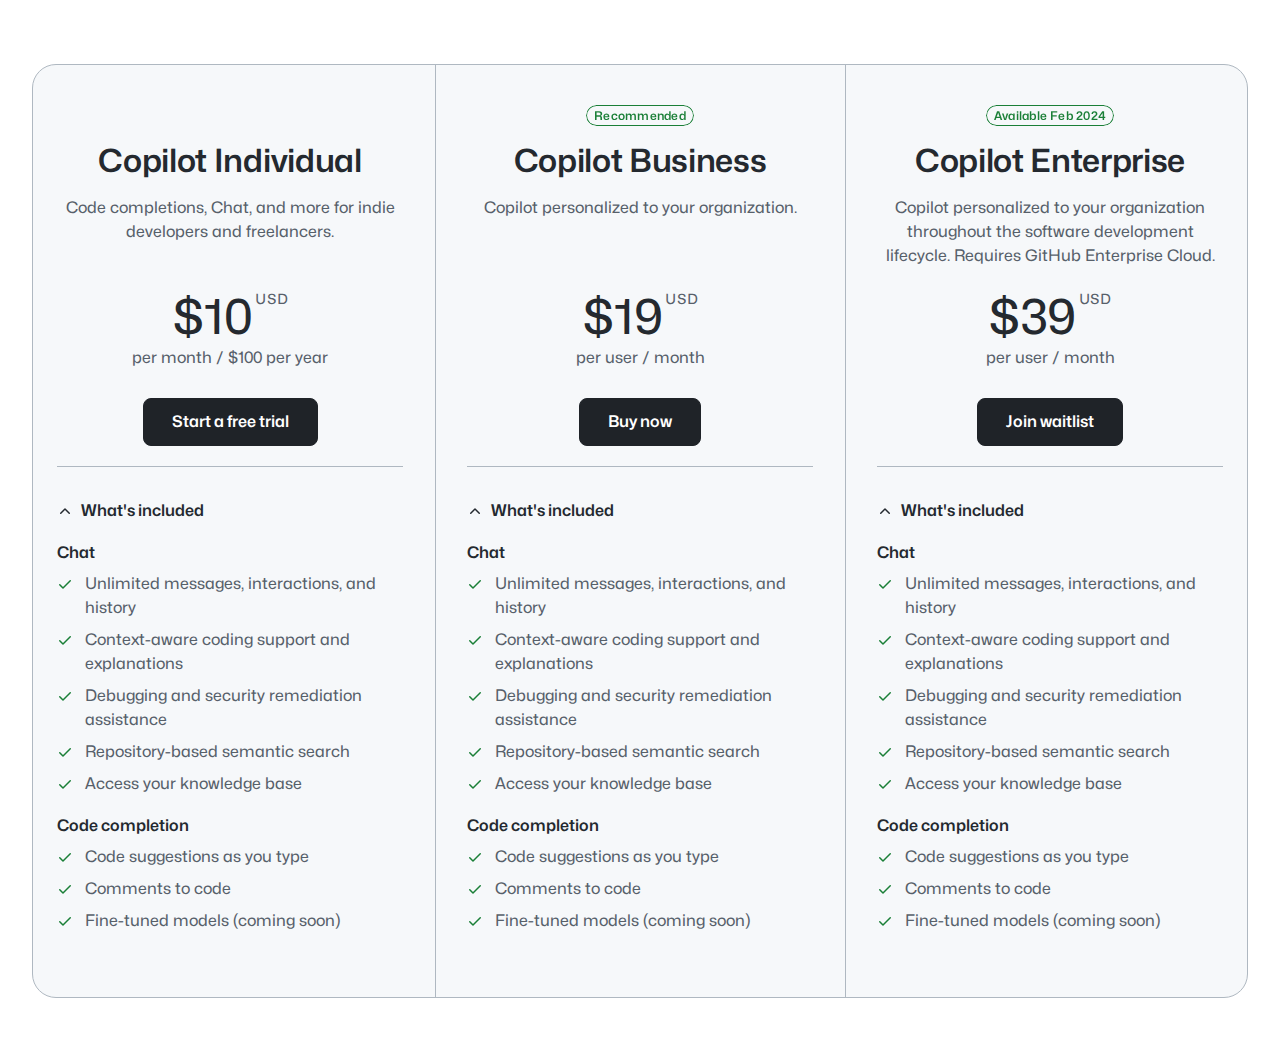 Copilot Individual
Code completions, Chat, and more for indie
developers and freelancers.
$10 USD
per month / $100 per year
Start a free trial
What's included
Chat
Unlimited messages, interactions, and
history
Context-aware coding support and
explanations
Debugging and security remediation
assistance
Repository-based semantic search
Access your knowledge base
Code completion
Code suggestions as you type
Comments to code
Fine-tuned models (coming soon)
Recommended
Copilot Business
Copilot personalized to your organization.
$19 USD
per user / month
Buy now
What's included
Chat
Unlimited messages, interactions, and
history
Context-aware coding support and
explanations
Debugging and security remediation
assistance
Repository-based semantic search
Access your knowledge base
Code completion
Code suggestions as you type
Comments to code
Fine-tuned models (coming soon)
Available Feb 2024
Copilot Enterprise
Copilot personalized to your organization
throughout the software development
lifecycle. Requires GitHub Enterprise Cloud.
$39 USD
per user / month
Join waitlist
What's included
Chat
Unlimited messages, interactions, and
history
Context-aware coding support and
explanations
Debugging and security remediation
assistance
Repository-based semantic search
Access your knowledge base
Code completion
Code suggestions as you type
Comments to code
Fine-tuned models (coming soon)